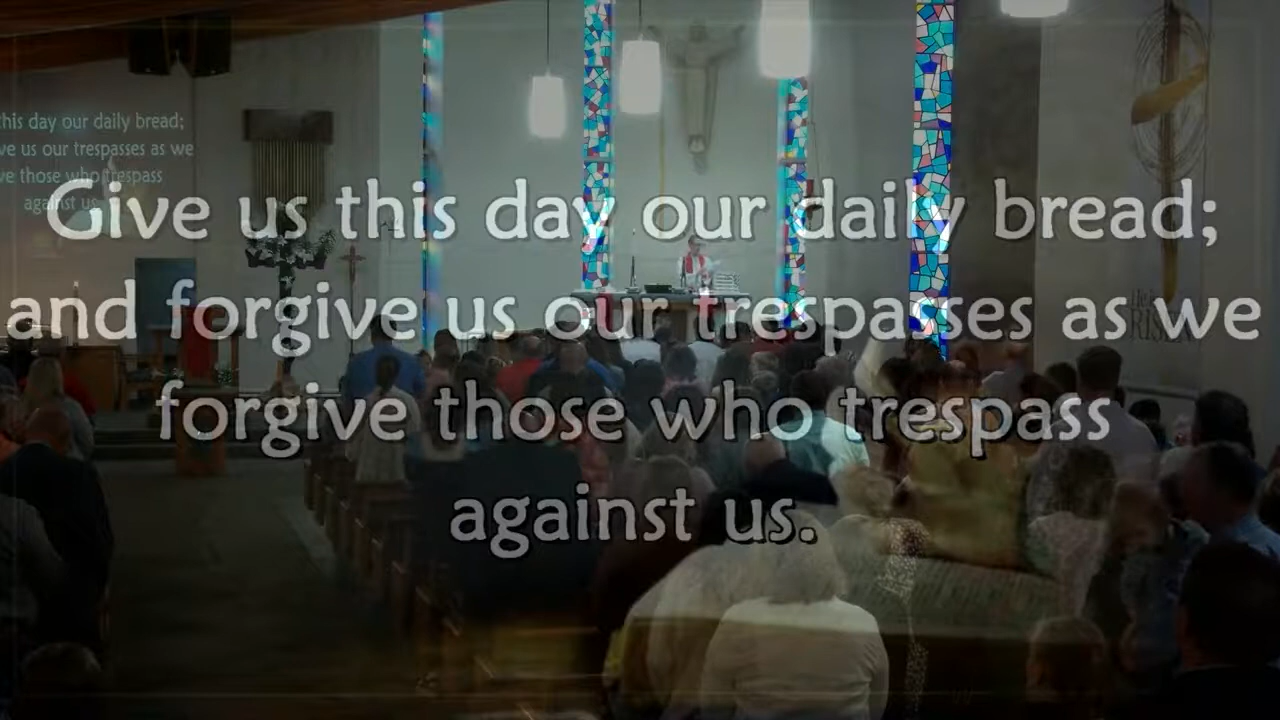 this day our daily bread;
ve us our trespasses as we
ve those who trespass
against us.
Give us this day our daily bread;
and forgive us our trespasses as we
forgive those who trespass
against us.
RISEN